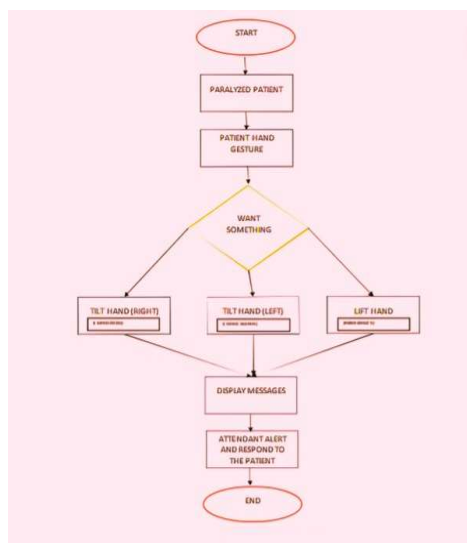 START
PARALYZED PATIENT
PATIENT HAND
GESTURE
WANT
SOMETHING
TILT HAND (RIGHT)
TILT HAND (LEFT)
LIFT HAND
DISPLAY MESSAGES
ATTENDANT ALERT
AND RESPOND TO
THE PATIENT
END